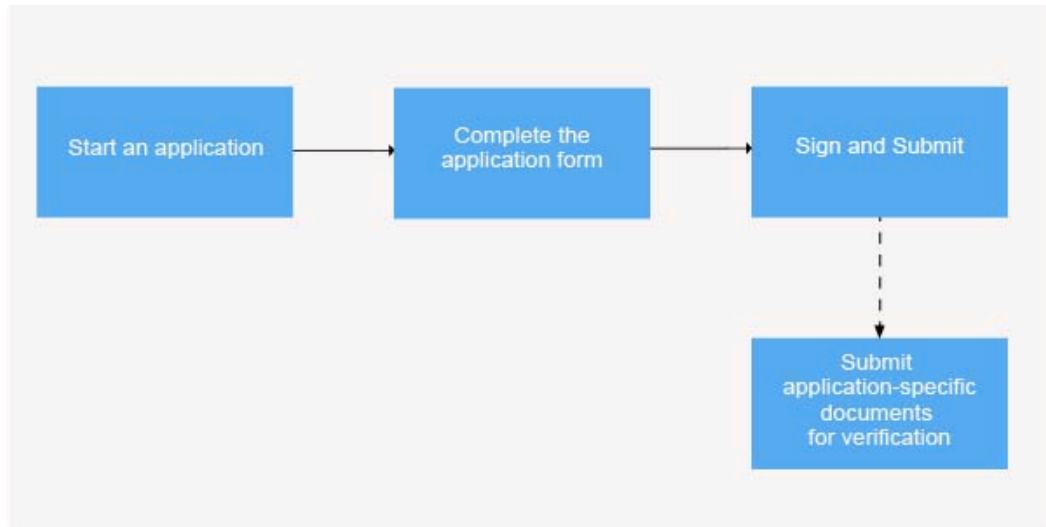 Start an application
Complete the
application form
Sign and Submit
Submit
application-specific
documents
for verification